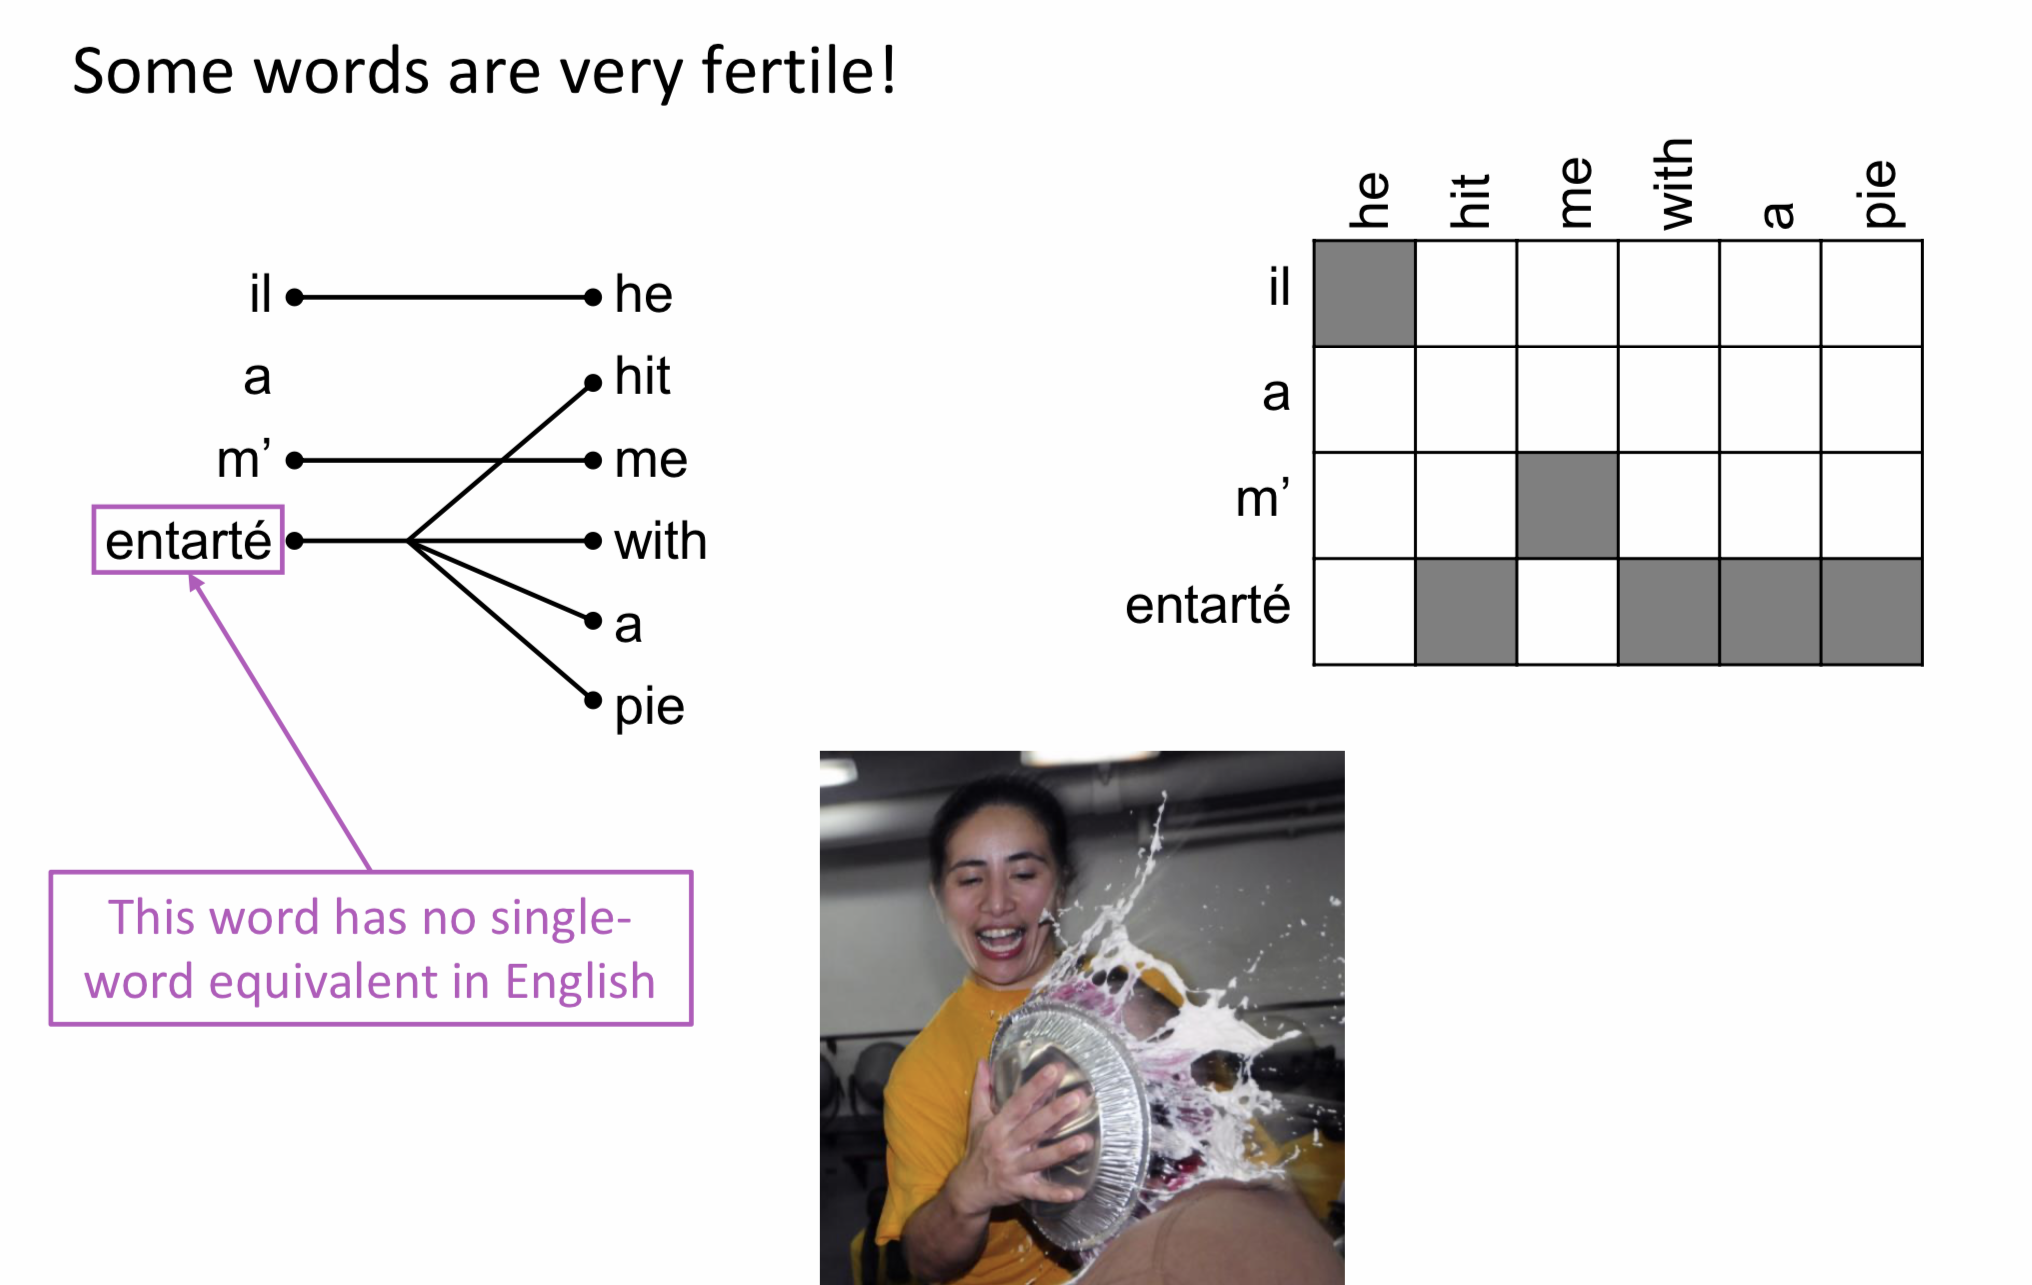 Some words are very fertile!
il he
a hit
m’ me
entarté with
a
pie
This word has no single-
word equivalent in English
he hit me with a pie
il
a
m’
entarté